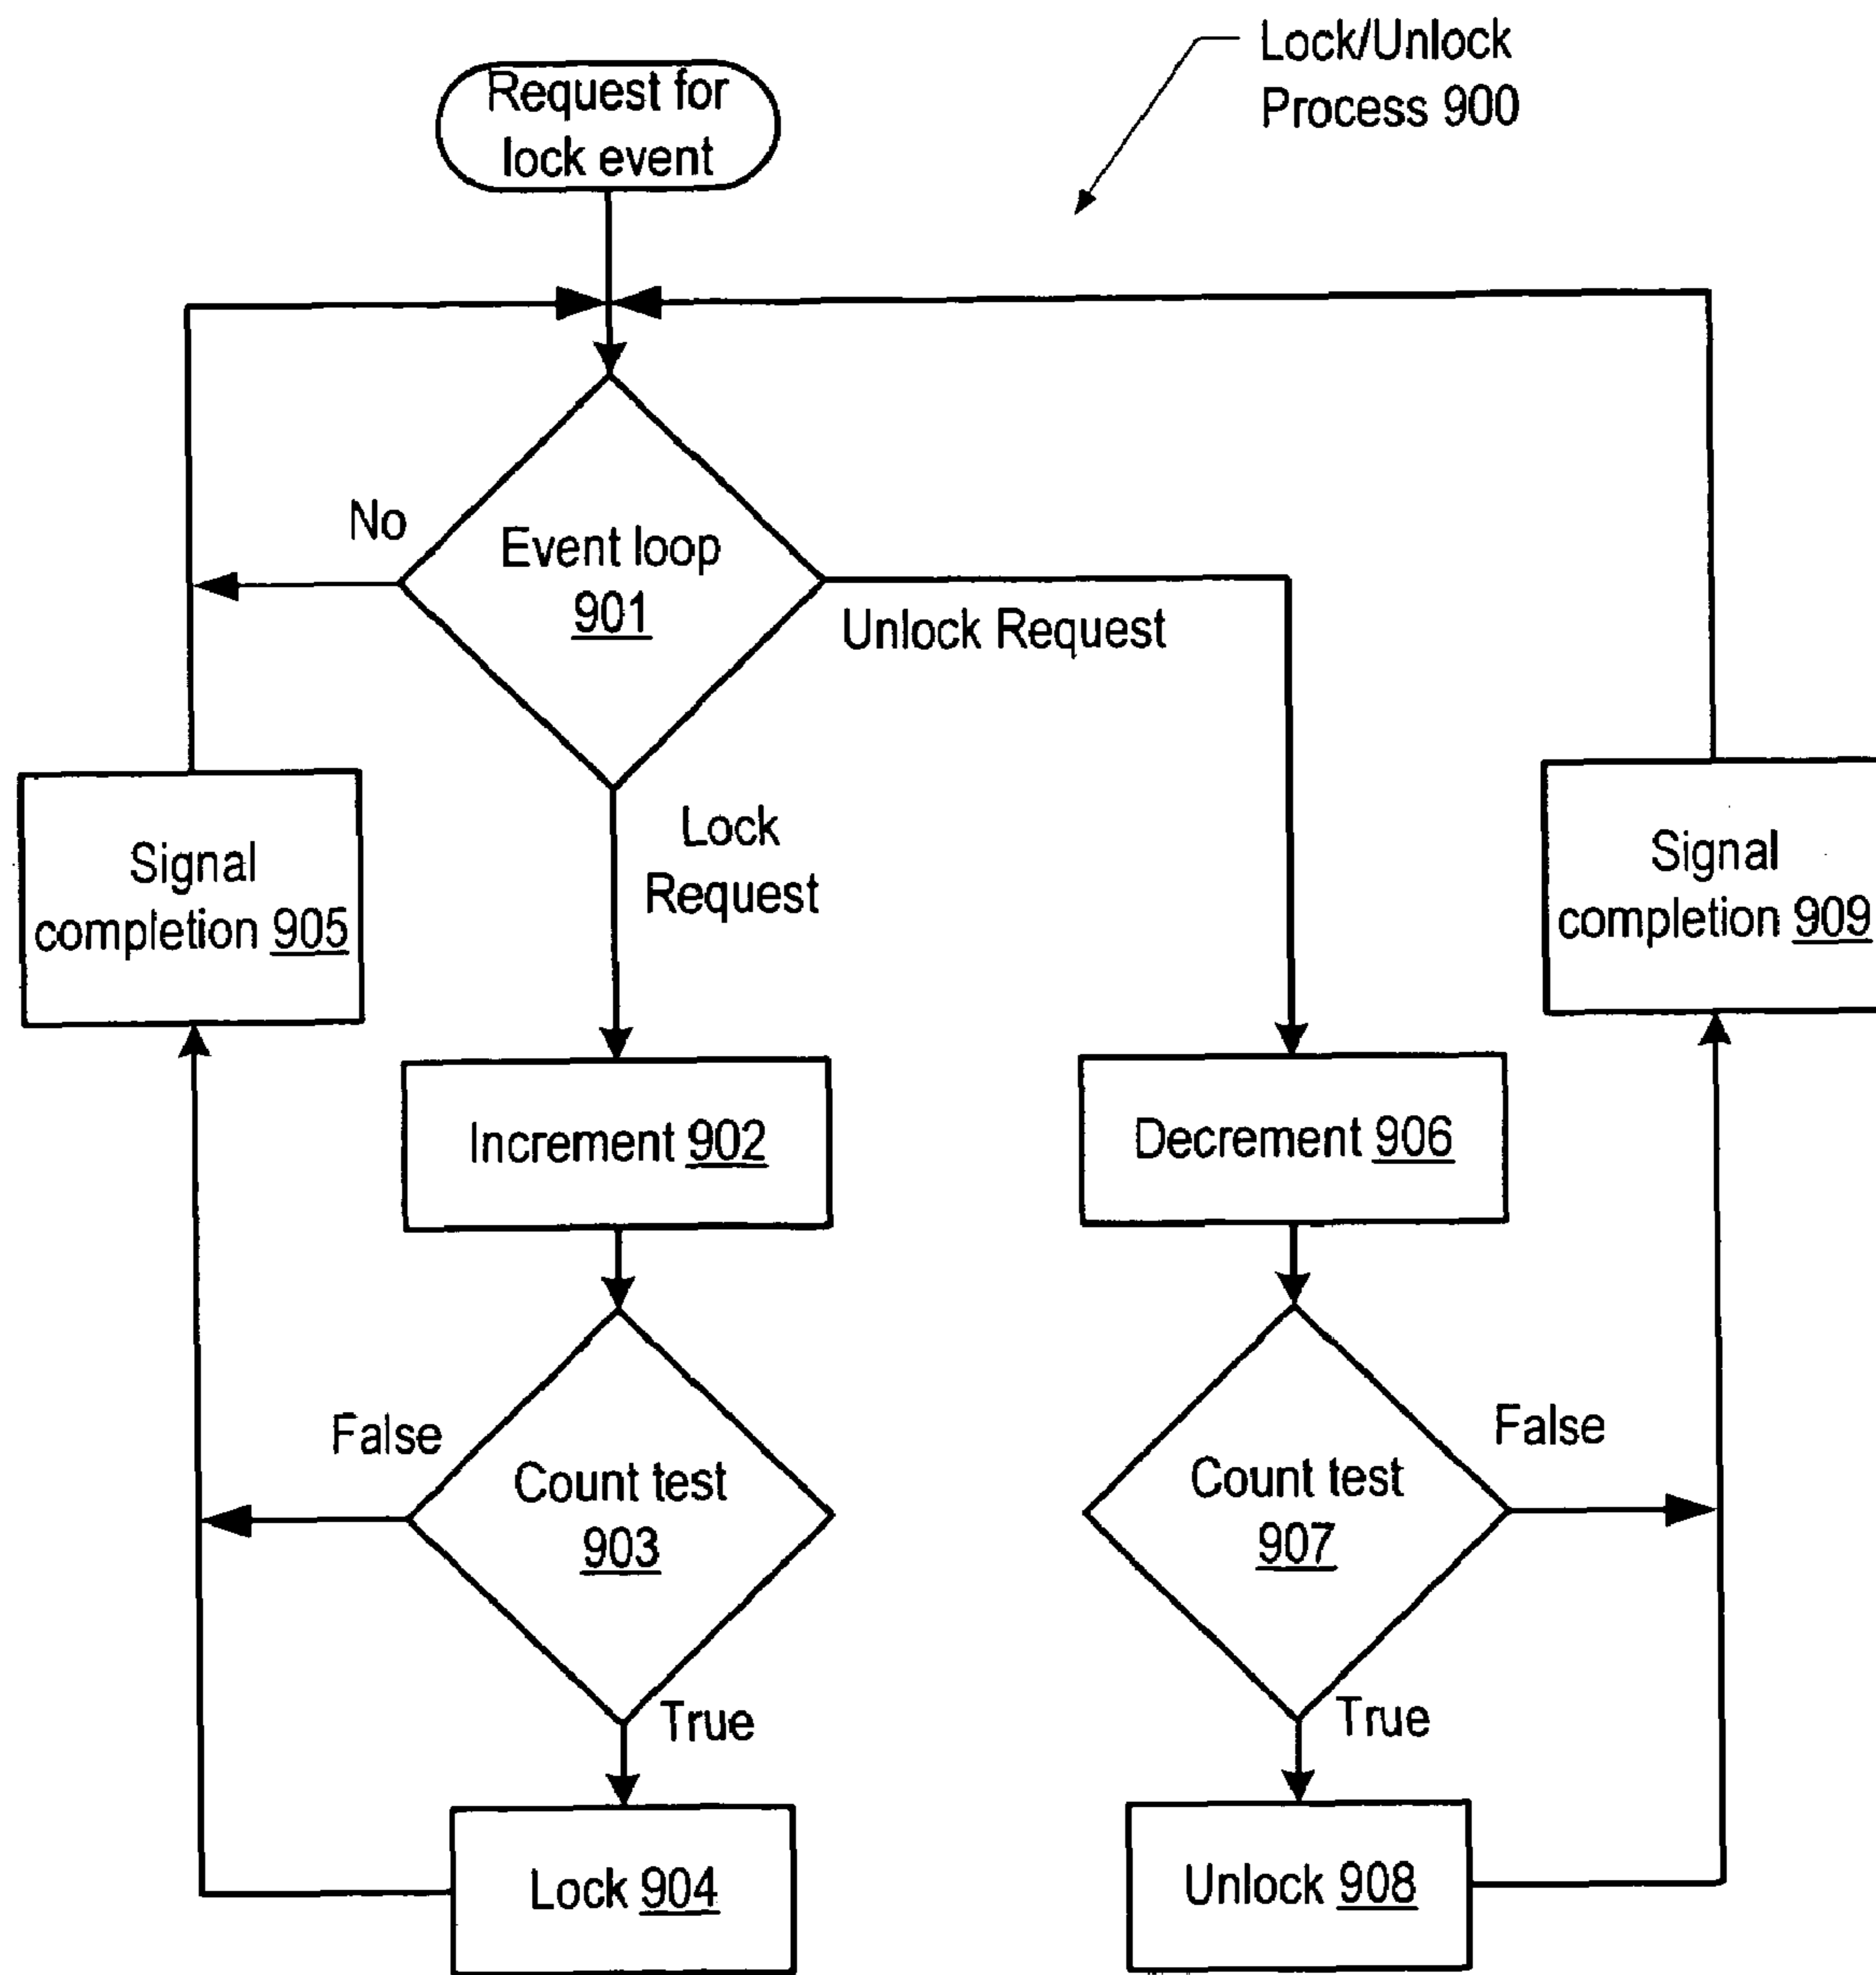 Lock/Unlock
Process 900
Request for
lock event
No
Event loop
901
Unlock Request
Lock
Request
Signal
completion 905
Signal
completion 909
Increment 902
Decrement 906
False
Count test
903
True
Count test
907
False
True
Lock 904
Unlock 908